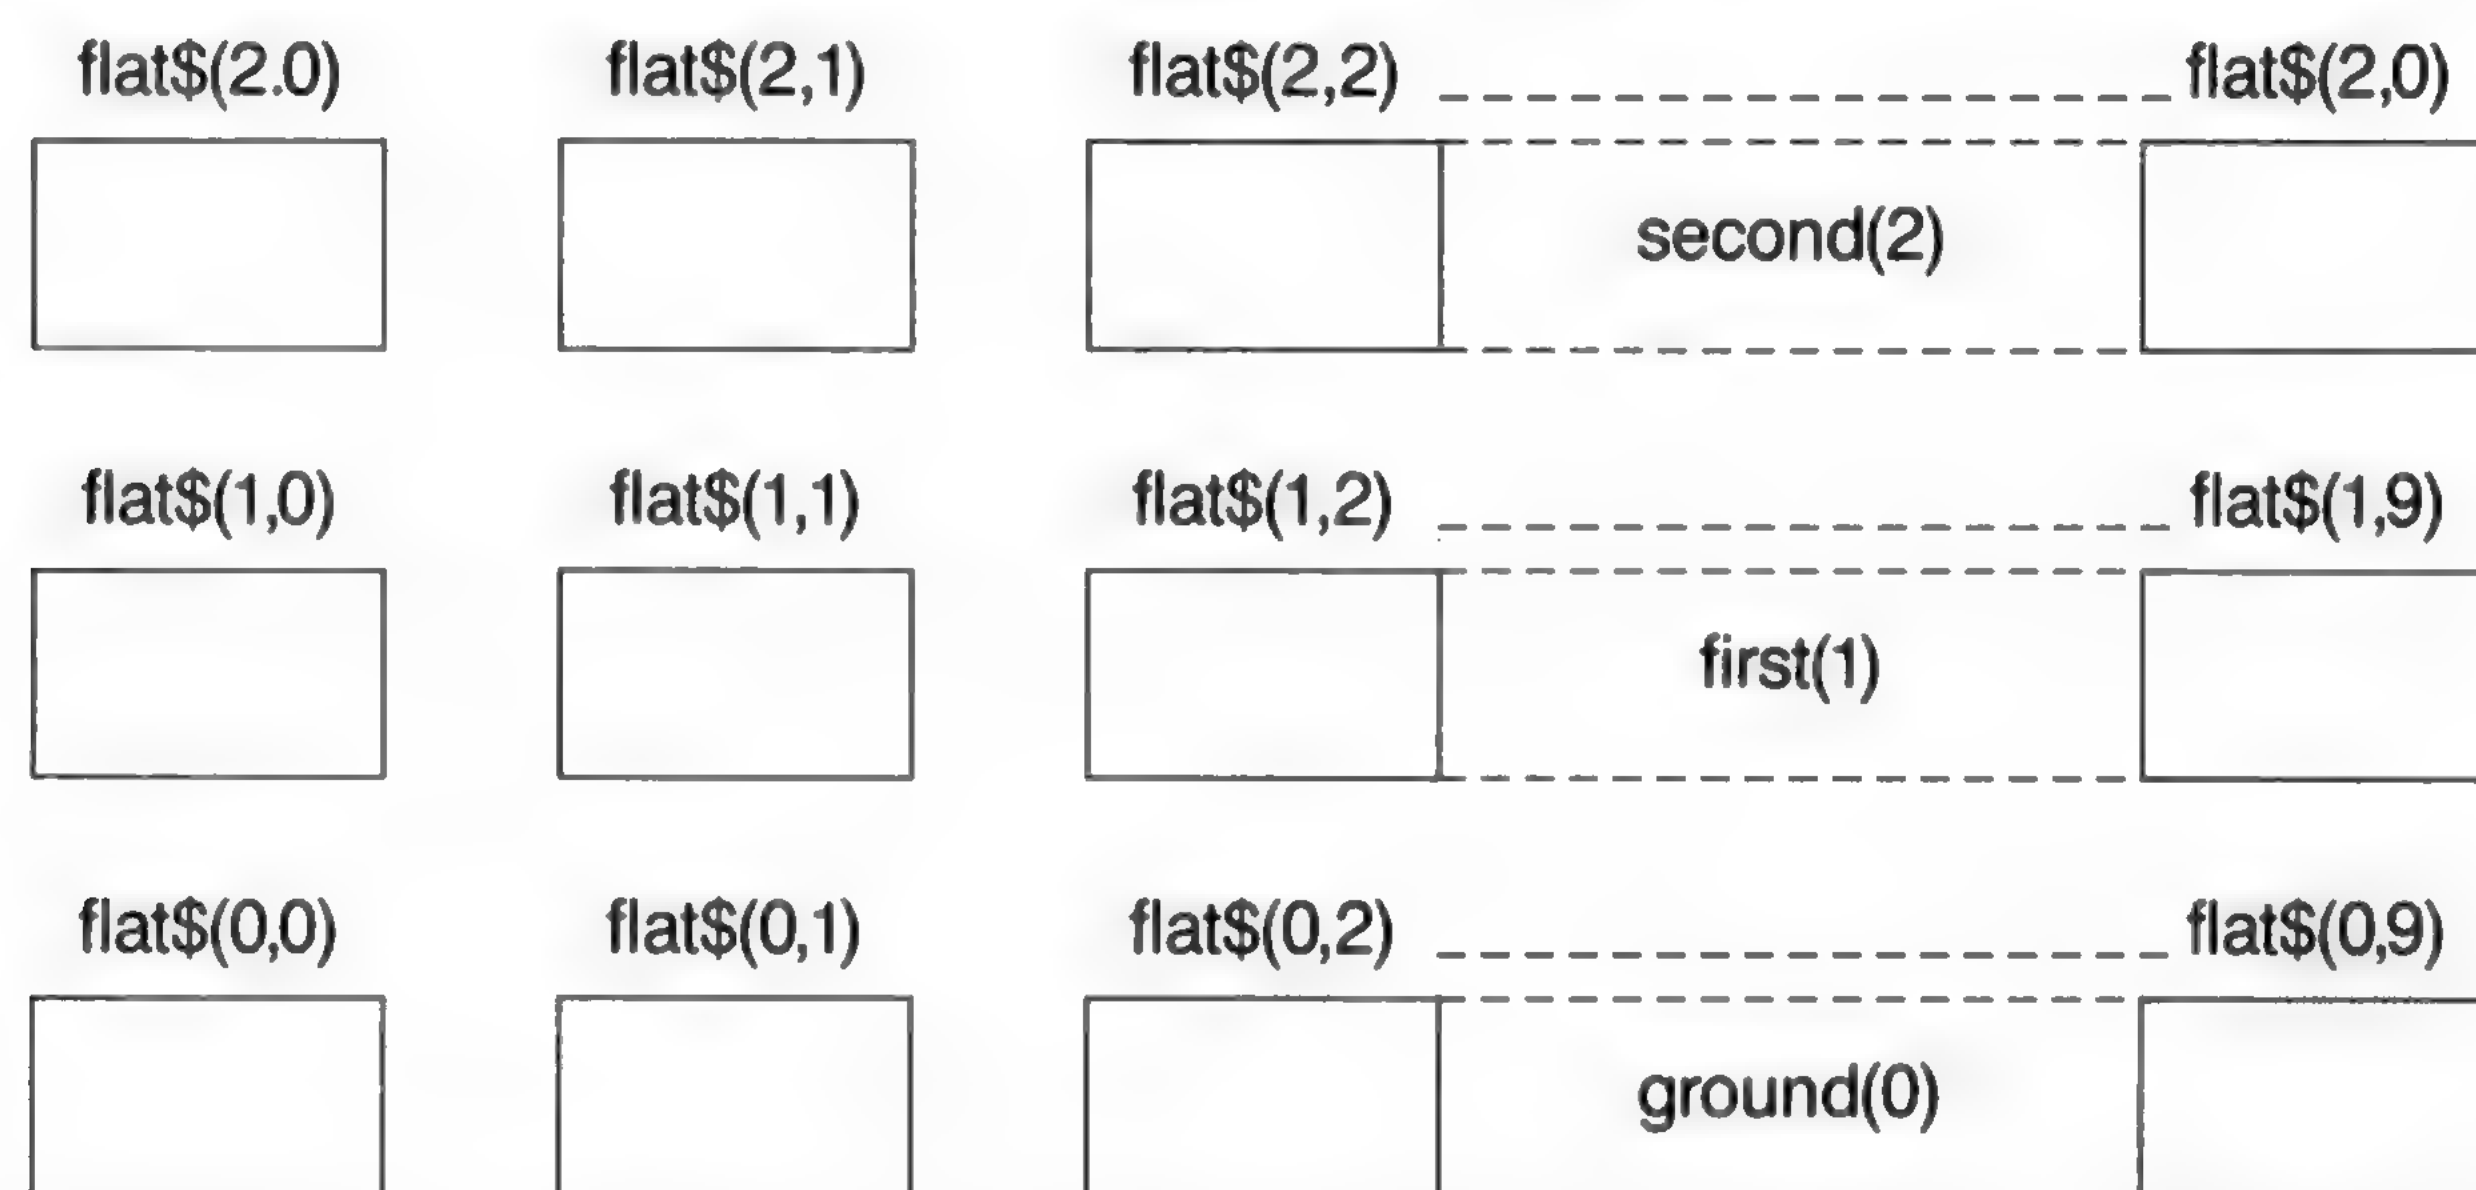 flat$(2.0) flat$(2,1) flat$(2,2) flat$(2,0)
second(2)
flat$(1,0) flat$(1,1) flat$(1,2) flat$(1,9)
first(1)
flat$(0,0) flat$(0,1) flat$(0,2) flat$(0,9)
ground(0)